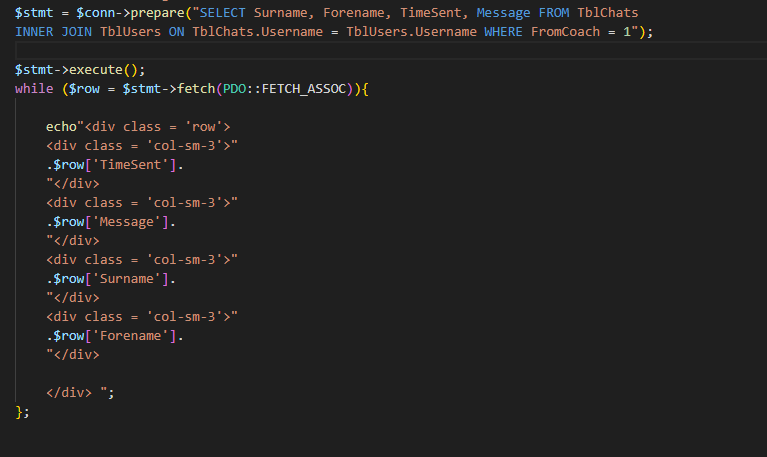 $stmt = $conn->prepare("SELECT Surname, Forename, TimeSent, Message FROM TblChats
INNER JOIN TblUsers ON TblChats.Username = TblUsers.Username WHERE FromCoach = 1");
$stmt->execute();
while ($row = $stmt->fetch(PDO::FETCH_ASSOC)){
echo"<div class = 'row'>
<div class = 'col-sm-3'>"
.$row['TimeSent'].
"</div>
<div class = 'col-sm-3'>"
.$row['Message'].
"</div>
<div class = 'col-sm-3'>"
.$row['Surname'].
"</div>
<div class = 'col-sm-3'>"
.$row['Forename'].
"</div>
</div> ";
};